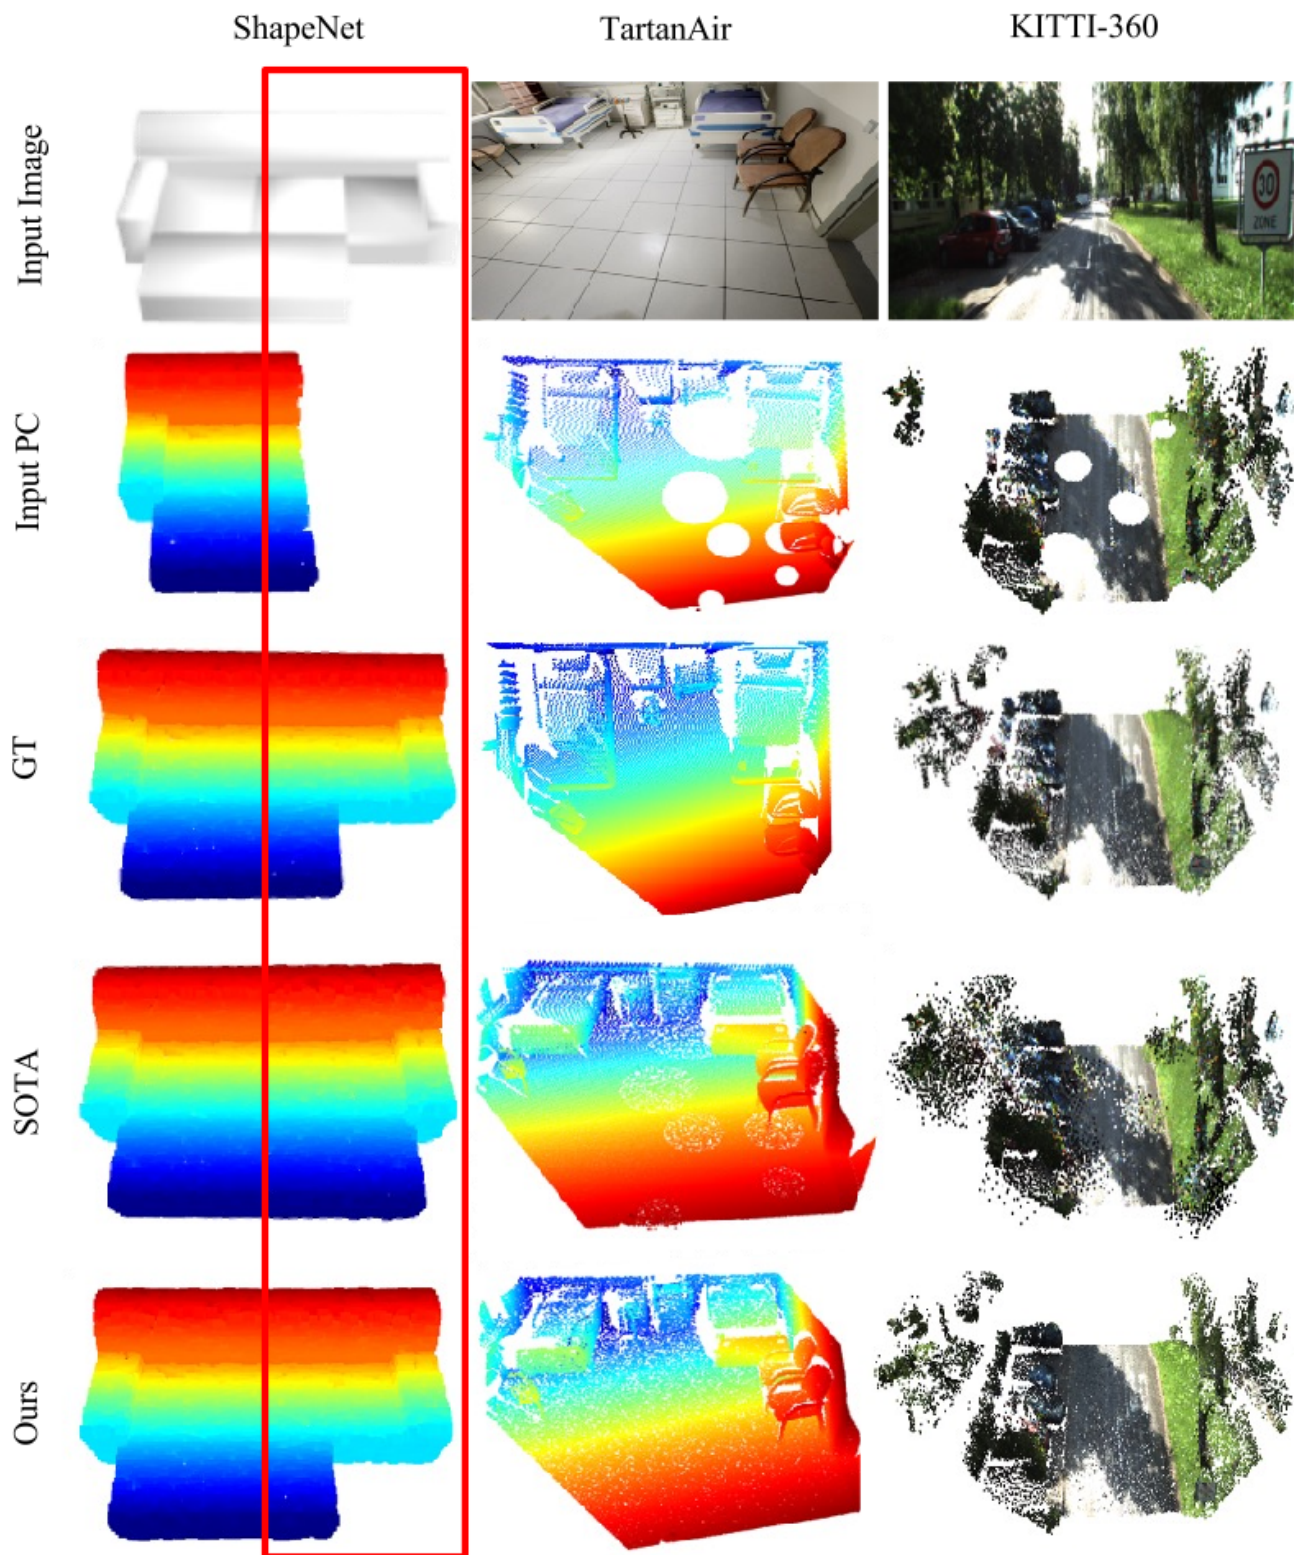 ShapeNet
TartanAir
KITTI-360
Input Image
30
ZONE
Input PC
GT
SOTA
Ours